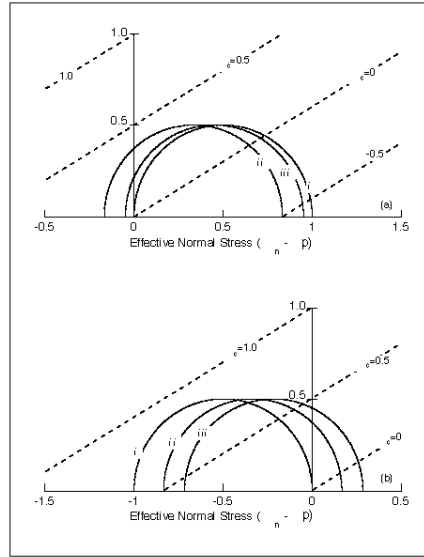 1.0
1.0
c=0.5
c=0
0.5
-0.5
ii
iii
i
(a)
-0.5
0
0.5
1
1.5
Effective Normal Stress ( n - p)
1.0
c=1.0
c=0.5
0.5
c=0
i
ii
iii
(b)
-1.5
-1.0
-0.5
0
0.5
Effective Normal Stress ( n - p)